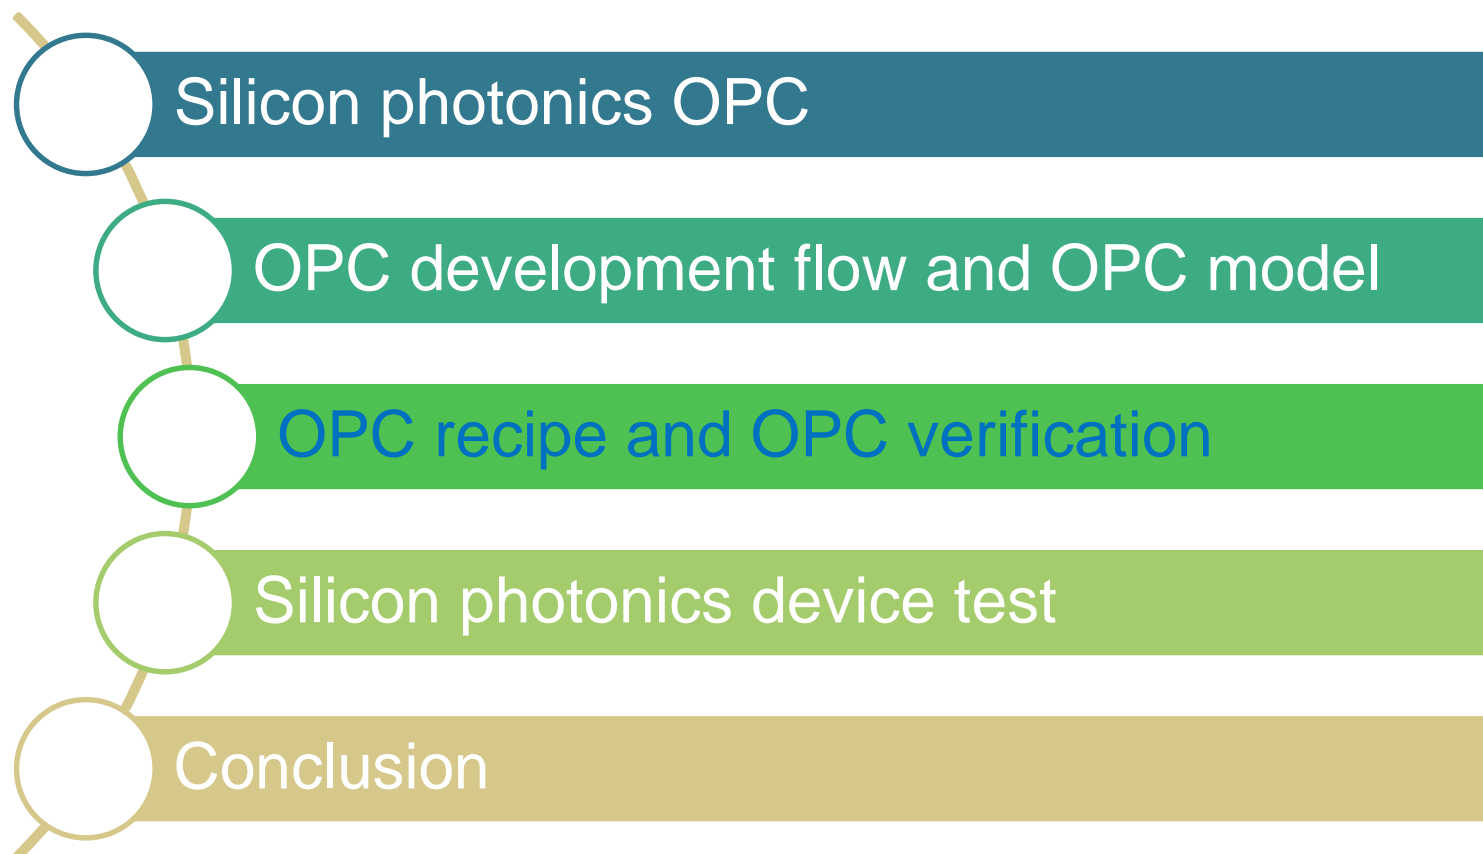 Silicon photonics OPC
OPC development flow and OPC model
OPC recipe and OPC verification
Silicon photonics device test
Conclusion